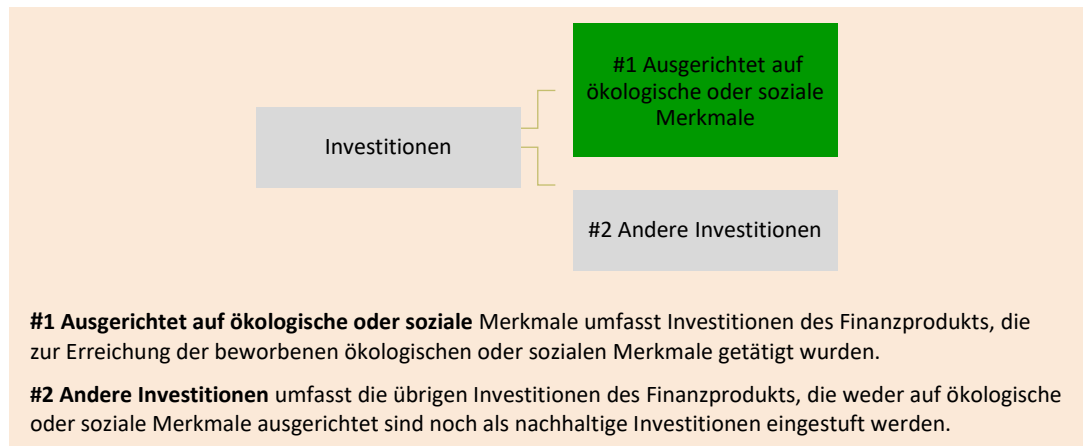 #1 Ausgerichtet auf
ökologische oder soziale
Merkmale
Investitionen
#2 Andere Investitionen
#1 Ausgerichtet auf ökologische oder soziale Merkmale umfasst Investitionen des Finanzprodukts, die
zur Erreichung der beworbenen ökologischen oder sozialen Merkmale getätigt wurden.
#2 Andere Investitionen umfasst die übrigen Investitionen des Finanzprodukts, die weder auf ökologische
oder soziale Merkmale ausgerichtet sind noch als nachhaltige Investitionen eingestuft werden.